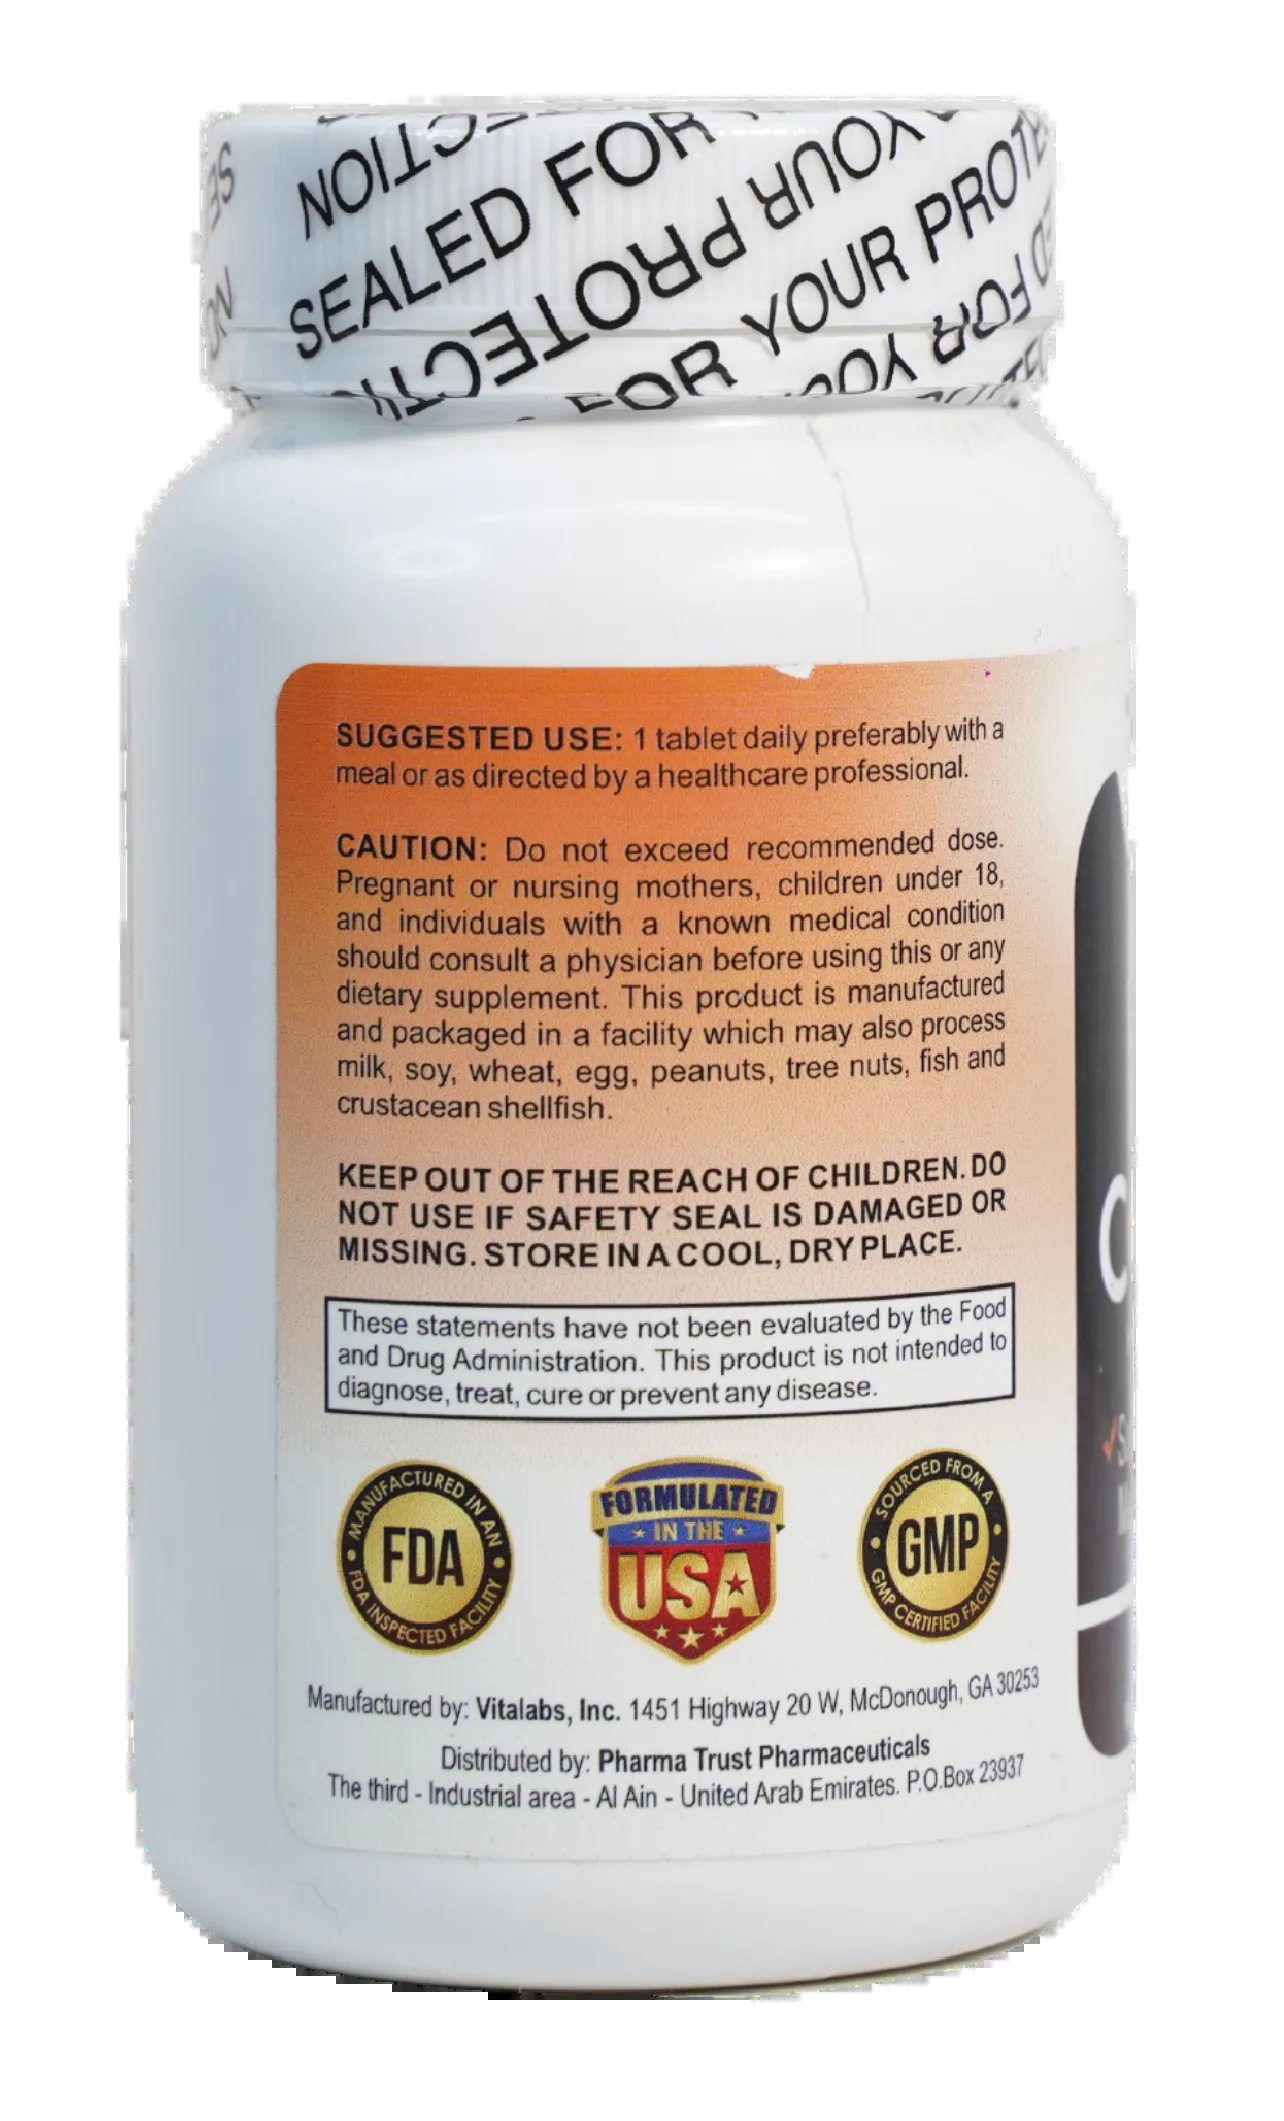 SEALED FOR
YOUR PROTECTION
FOR YOUR
SUGGESTED USE: 1 tablet daily preferably with a
meal or as directed by a healthcare professional.
CAUTION: Do not exceed recommended dose.
Pregnant or nursing mothers, children under 18,
and individuals with a known medical condition
should consult a physician before using this or any
dietary supplement. This product is manufactured
and packaged in a facility which may also process
milk, soy, wheat, egg, peanuts, tree nuts, fish and
crustacean shellfish.
KEEP OUT OF THE REACH OF CHILDREN. DO
NOT USE IF SAFETY SEAL IS DAMAGED OR
MISSING. STORE IN A COOL, DRY PLACE.
These statements have not been evaluated by the Food
and Drug Administration. This product is not intended to
diagnose, treat, cure or prevent any disease.
MANUFACTURED IN AN
FDA
FDA INSPECTED FACILITY
FORMULATED
IN THE
USA
SOURCED FROM A
GMP
GMP CERTIFIED FACILITY
Manufactured by: Vitalabs, Inc. 1451 Highway 20 W, McDonough, GA 30253
Distributed by: Pharma Trust Pharmaceuticals
The third - Industrial area - Al Ain - United Arab Emirates. P.O.Box 23937